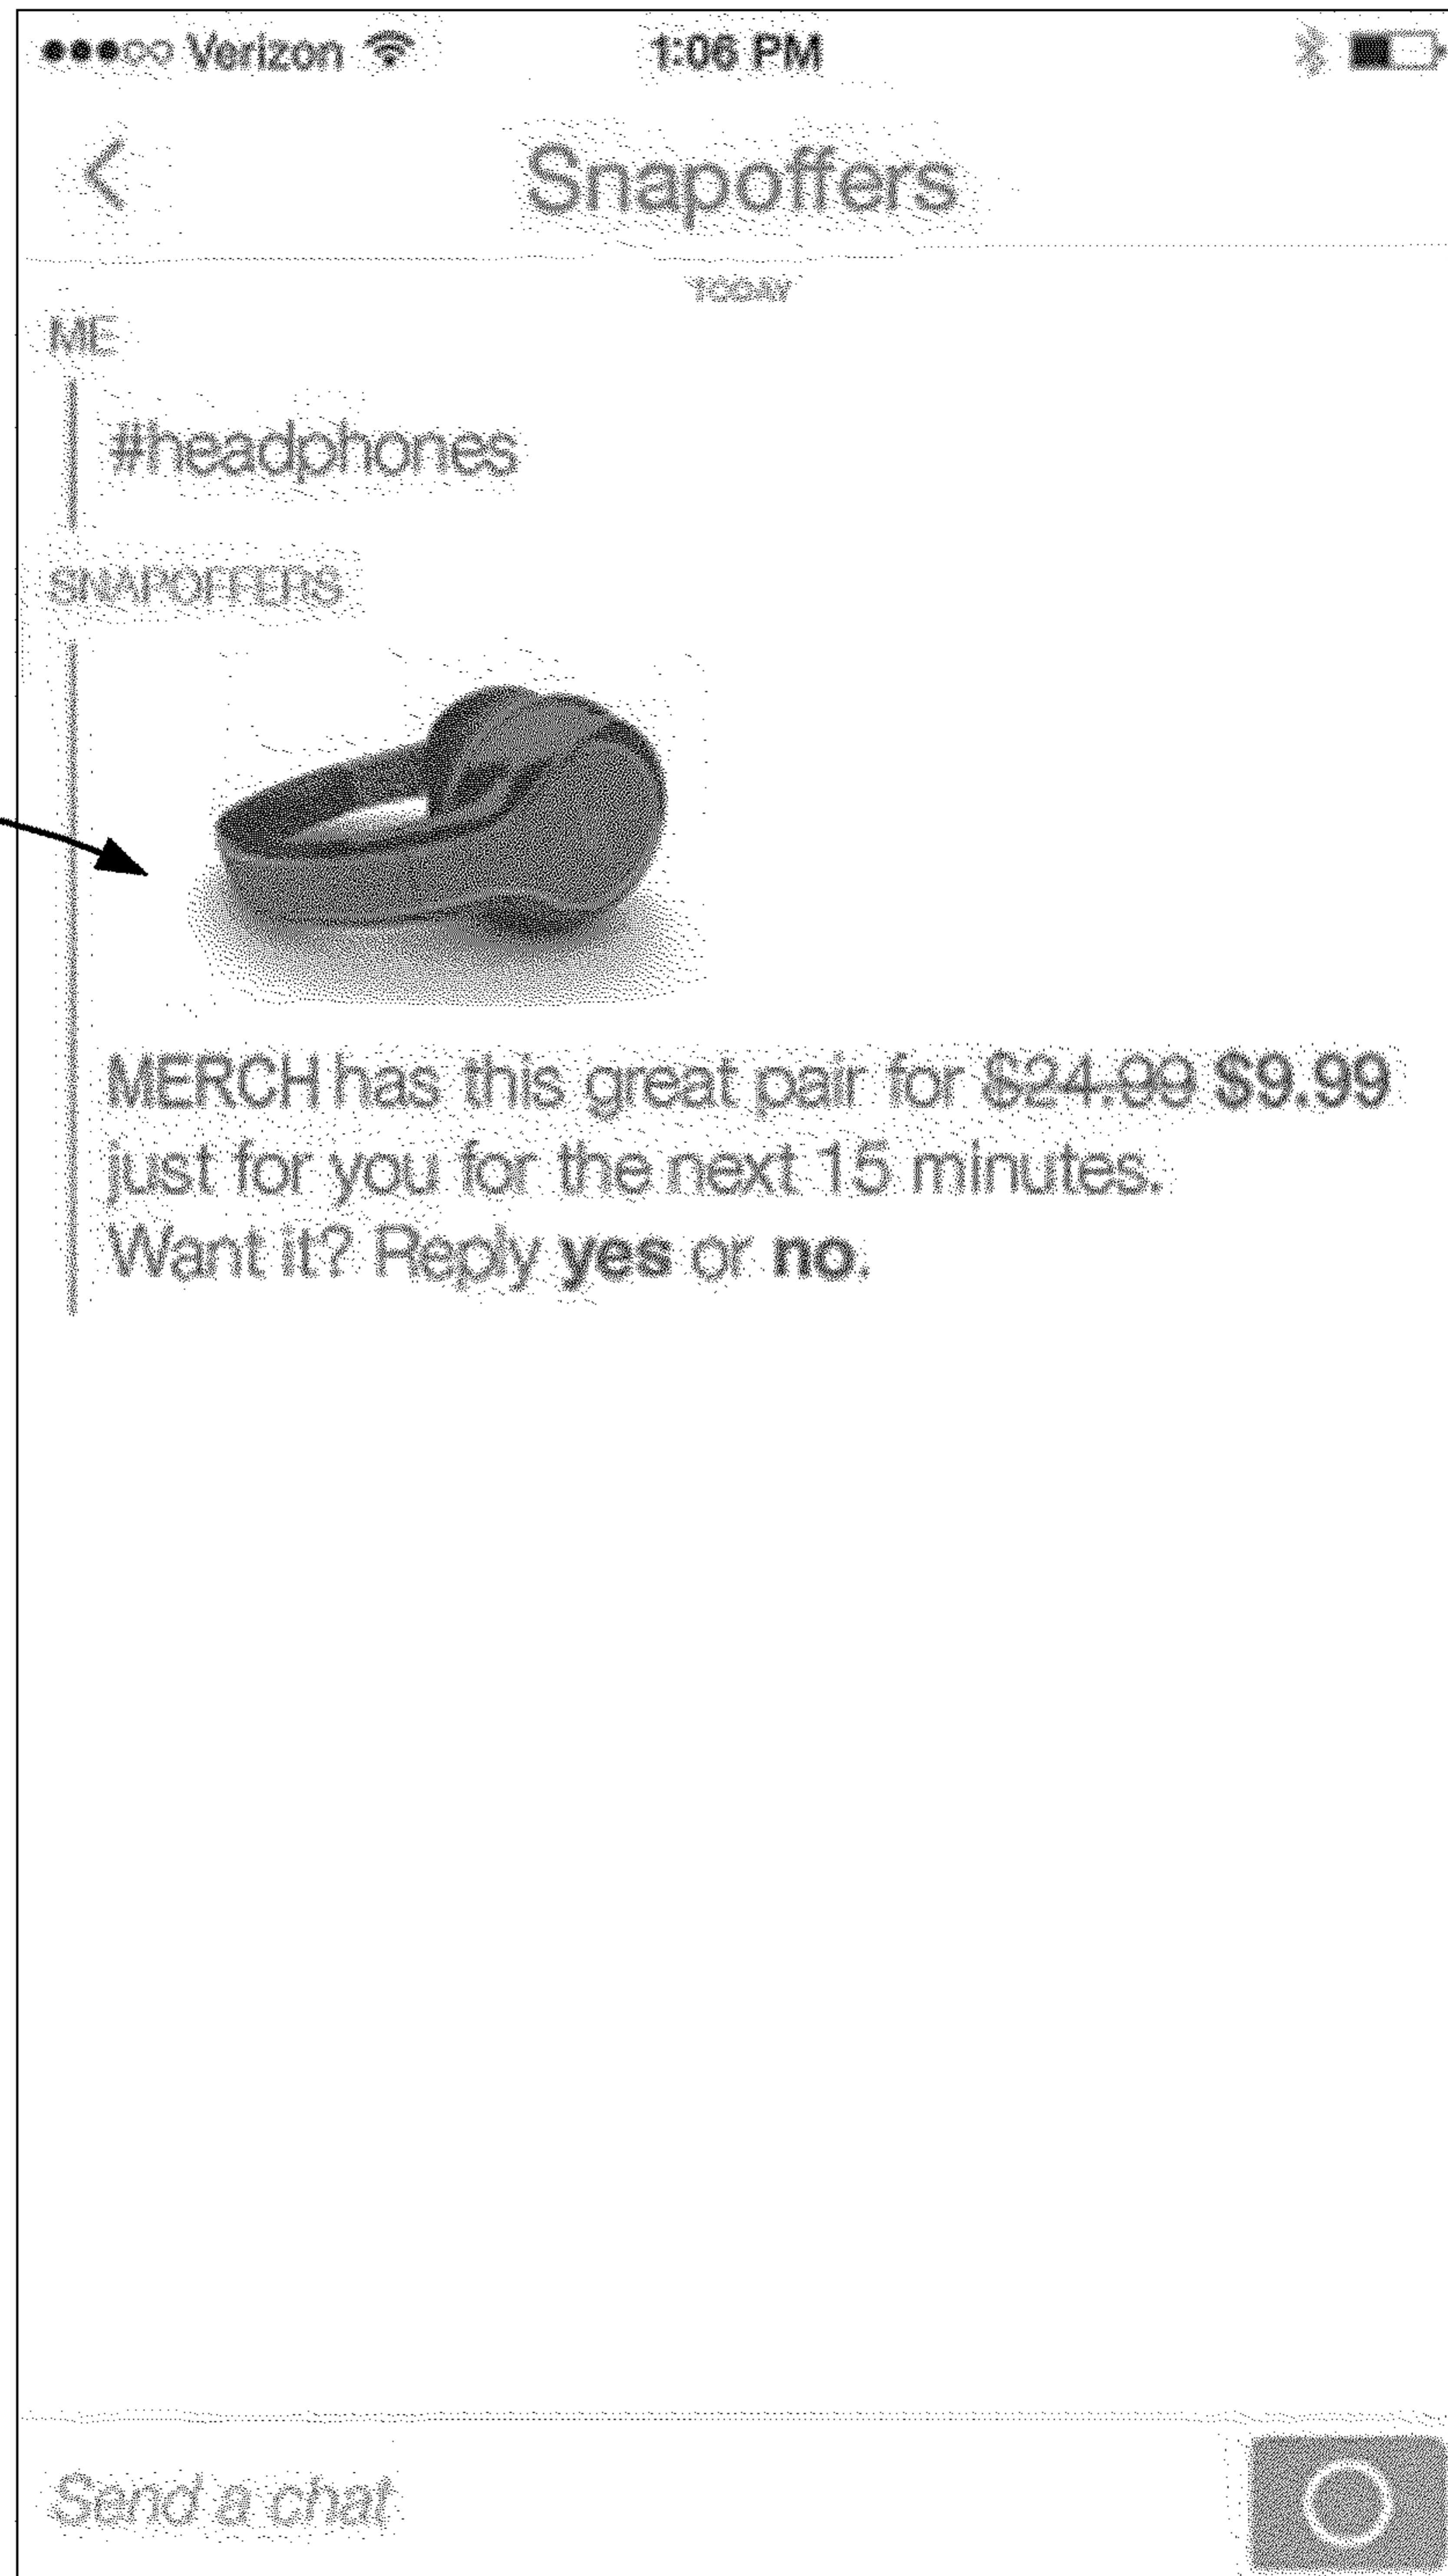 Verizon 1:06 PM
Snapoffers
TODAY
ME
#headphones
SNAPOFFERS
MERCH has this great pair for $24.99 $9.99
just for you for the next 15 minutes.
Want it? Reply yes or no.
Send a chat